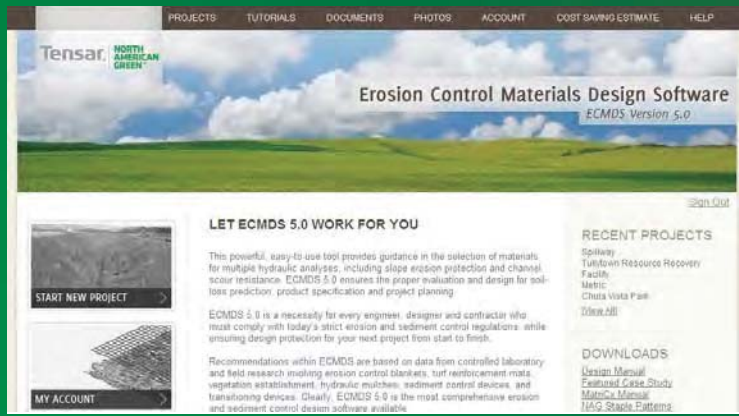 PROJECTS TUTORIALS DOCUMENTS PHOTOS ACCOUNT COST SAVING ESTIMATE HELP
Tensar NORTH
AMERICAN
GREEN
Erosion Control Materials Design Software
ECMDS Version 5.0
Sign Out
LET ECMDS 5.0 WORK FOR YOU
This powerful, easy-to-use tool provides guidance in the selection of materials
for multiple hydraulic analyses, including slope erosion protection and channel
scour resistance. ECMDS 5.0 ensures the proper evaluation and design for soil-
loss prediction, product specification and project planning.
ECMDS 5.0 is a necessity for every engineer, designer and contractor who
must comply with today's strict erosion and sediment control regulations, while
ensuring design protection for your next project from start to finish.
Recommendations within ECMDS are based on data from controlled laboratory
and field research involving erosion control blankets, turf reinforcement mats,
vegetation establishment, hydraulic mulches, sediment control devices, and
transitioning devices. Clearly, ECMDS 5.0 is the most comprehensive erosion
and sediment control design software available
START NEW PROJECT
MY ACCOUNT
RECENT PROJECTS
Spillway
Tullytown Resource Recovery
Facility
Metric
Chula Vista Park
[View All]
DOWNLOADS
Design Manual
Featured Case Study
MatriCx Manual
NAG Staple Patterns